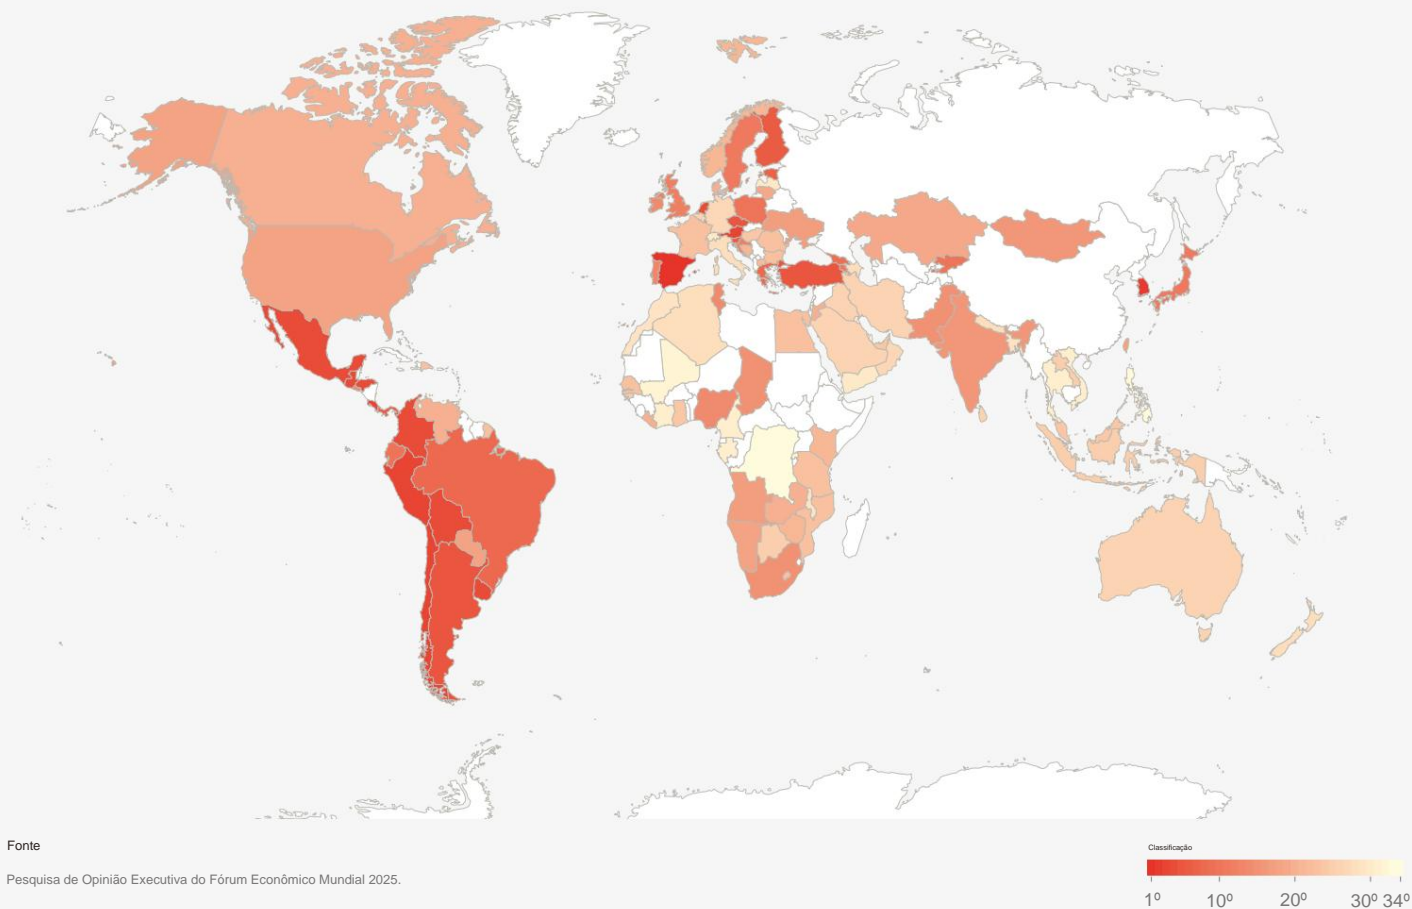 Fonte
Pesquisa de Opinião Executiva do Fórum Econômico Mundial 2025.
Classificação
1º 10º 20º 30º 34º